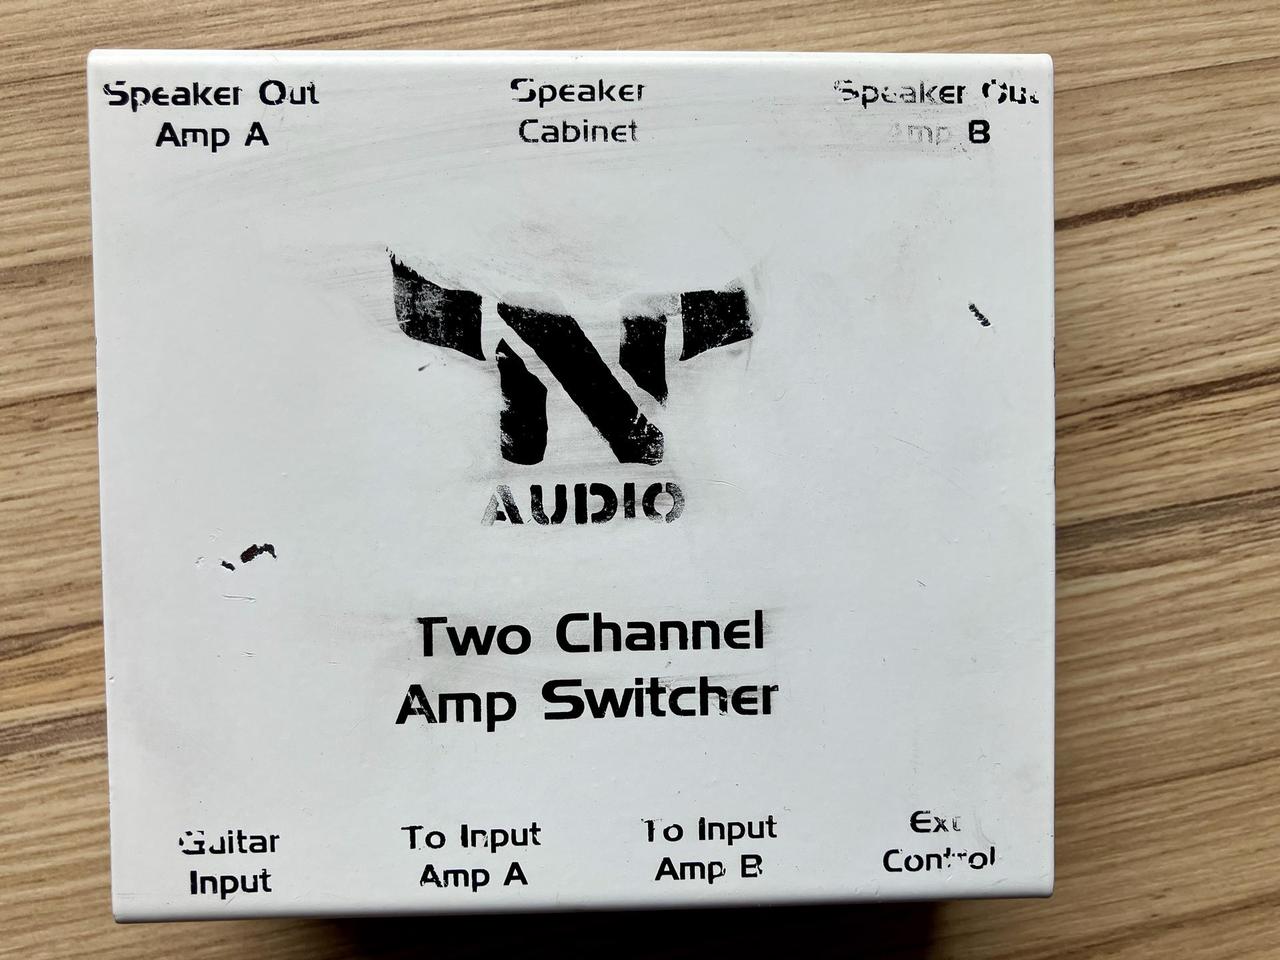 Speaker Out
Amp A
Speaker
Cabinet
Speaker Out
Amp B
N
AUDIO
Two Channel
Amp Switcher
Guitar
Input
To Input
Amp A
To Input
Amp B
Ext
Control